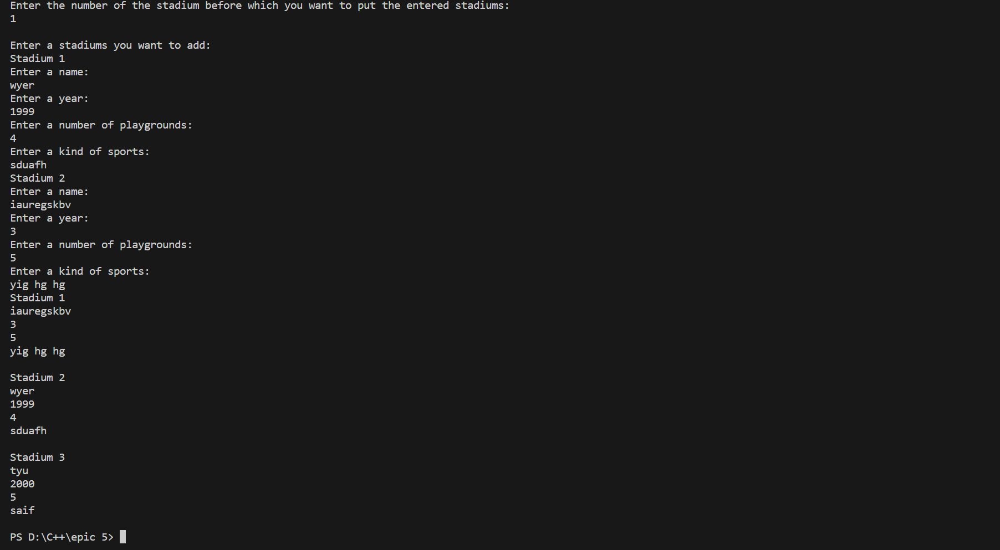 Enter the number of the stadium before which you want to put the entered stadiums:
1
Enter a stadiums you want to add:
Stadium 1
Enter a name:
wyer
Enter a year:
1999
Enter a number of playgrounds:
4
Enter a kind of sports:
sduafh
Stadium 2
Enter a name:
iauregskbv
Enter a year:
3
Enter a number of playgrounds:
5
Enter a kind of sports:
yig hg hg
Stadium 1
iauregskbv
3
5
yig hg hg
Stadium 2
wyer
1999
4
sduafh
Stadium 3
tyu
2000
5
saif
PS D:\C++\epic 5>